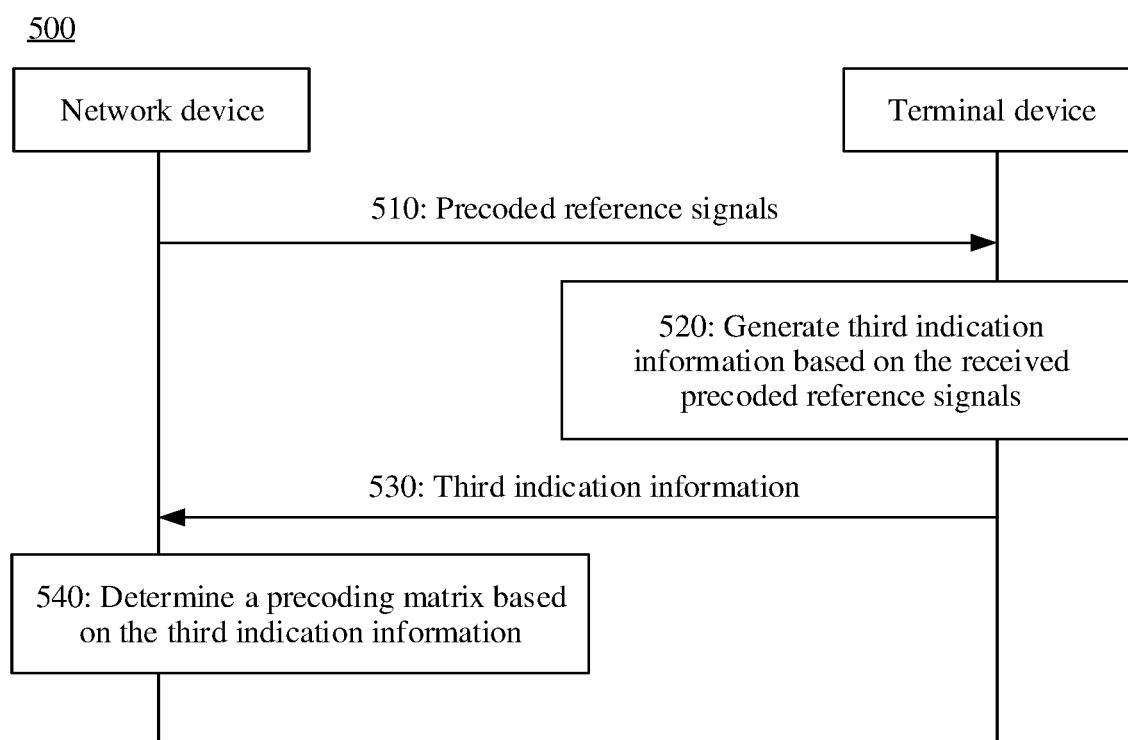 500
Network device
Terminal device
510: Precoded reference signals
520: Generate third indication
information based on the received
precoded reference signals
530: Third indication information
540: Determine a precoding matrix based
on the third indication information